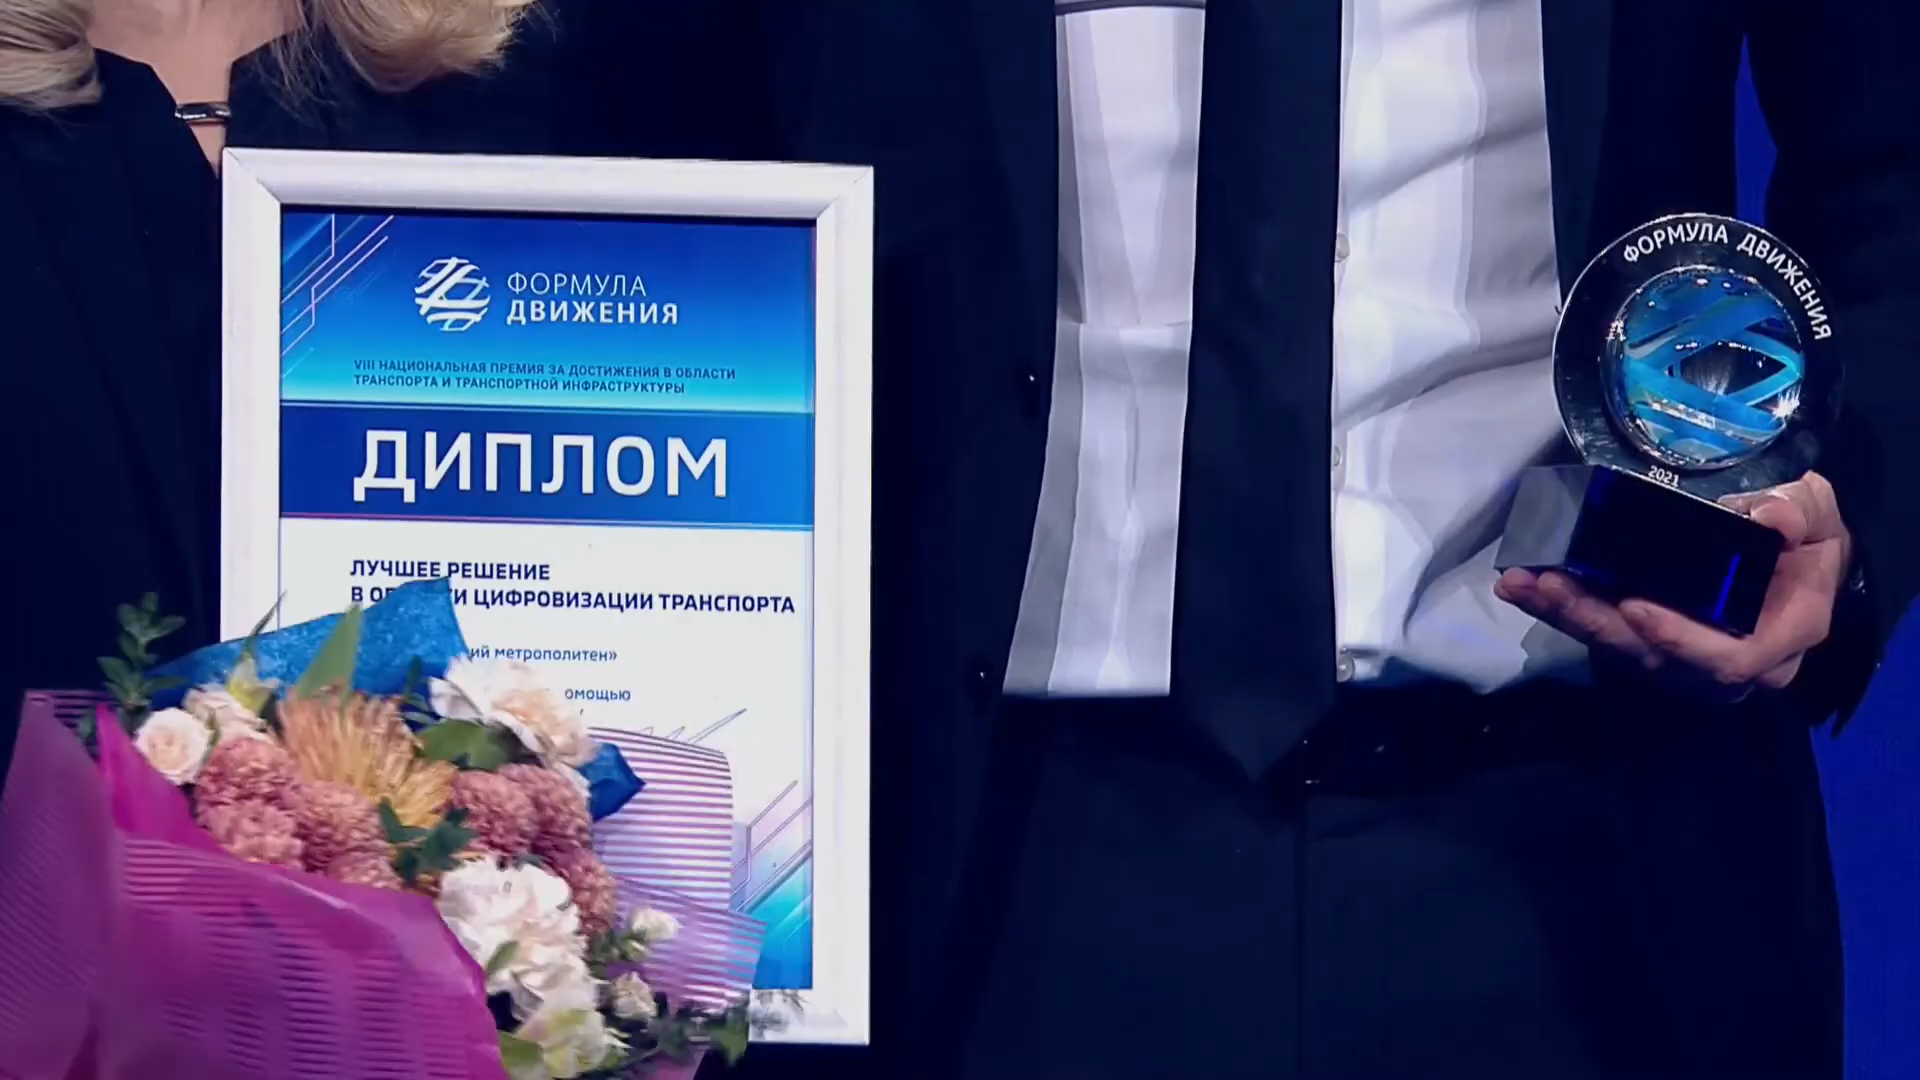 ФОРМУЛА
ДВИЖЕНИЯ
VIII НАЦИОНАЛЬНАЯ ПРЕМИЯ ЗА ДОСТИЖЕНИЯ В ОБЛАСТИ
ТРАНСПОРТА И ТРАНСПОРТНОЙ ИНФРАСТРУКТУРЫ
ДИПЛОМ
ЛУЧШЕЕ РЕШЕНИЕ
В ЦИФРОВИЗАЦИИ ТРАНСПОРТА
метрополитен»
ФОРМУЛА ДВИЖЕНИЯ
2021